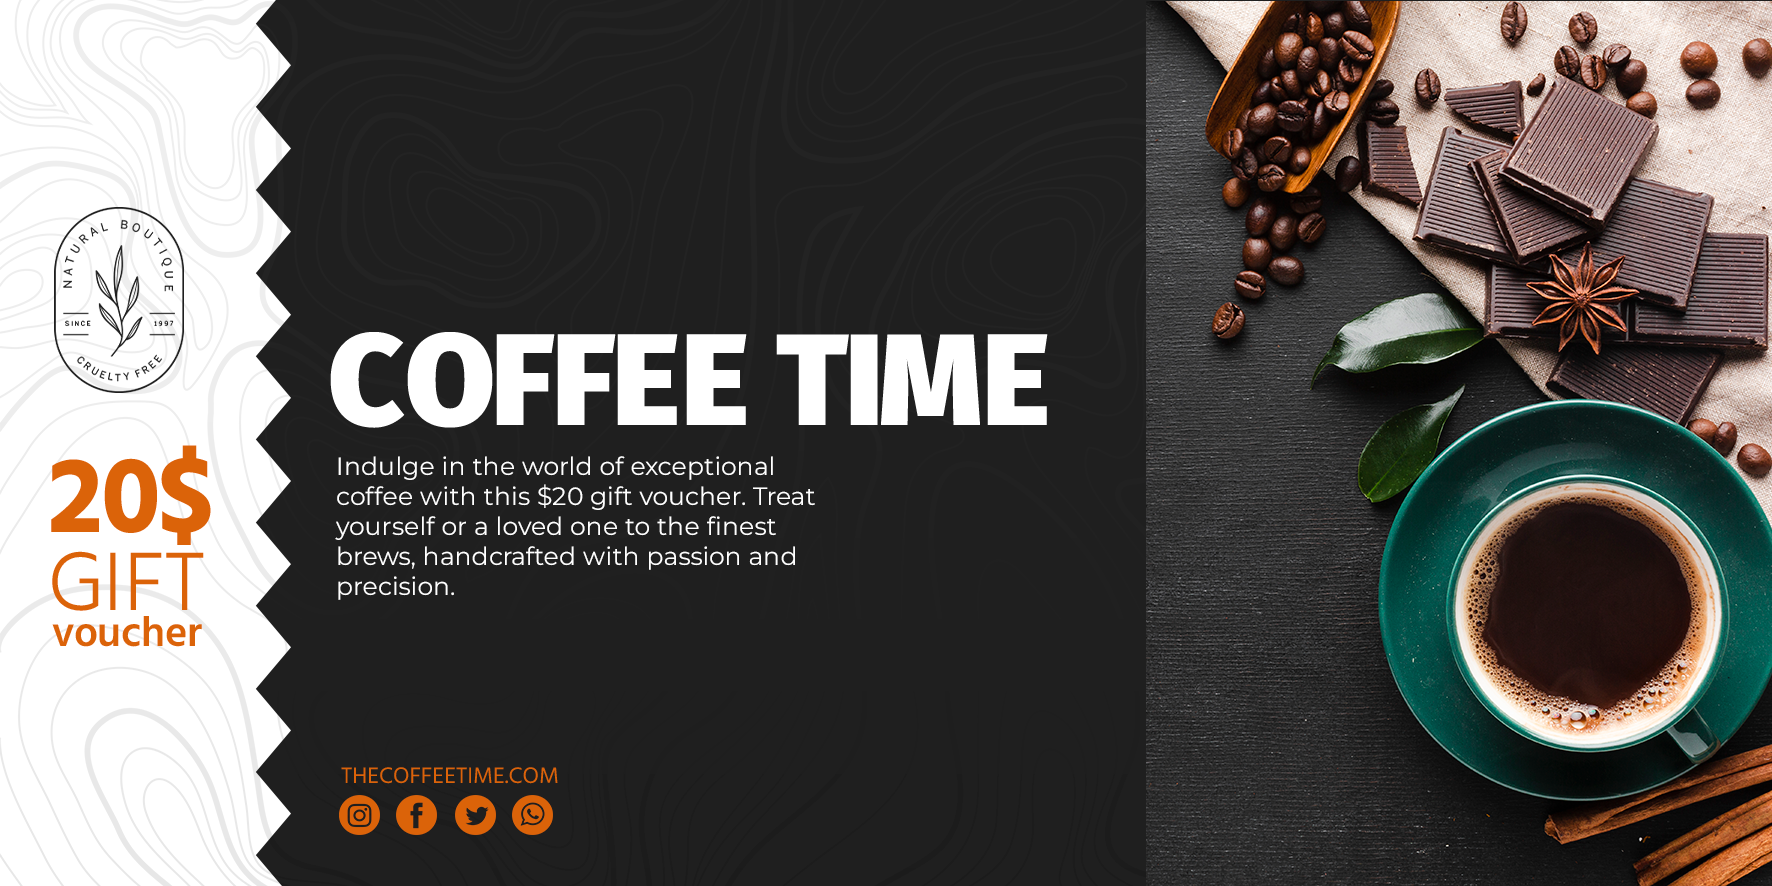 NATURAL BOUTIQUE
SINCE 1997
CRUELTY FREE
20$
GIFT
voucher
COFFEE TIME
Indulge in the world of exceptional
coffee with this $20 gift voucher. Treat
yourself or a loved one to the finest
brews, handcrafted with passion and
precision.
THECOFFEETIME.COM